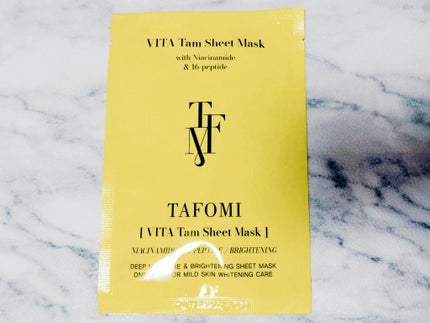 VITA Tam Sheet Mask
with Niacinamide
& 16 peptide
TFM
TAFOMI
[ VITA Tam Sheet Mask ]
PEPTIDE / BRIGHTENING
DEEP & BRIGHTENING SHEET MASK
FOR MILD SKIN WHITENING CARE